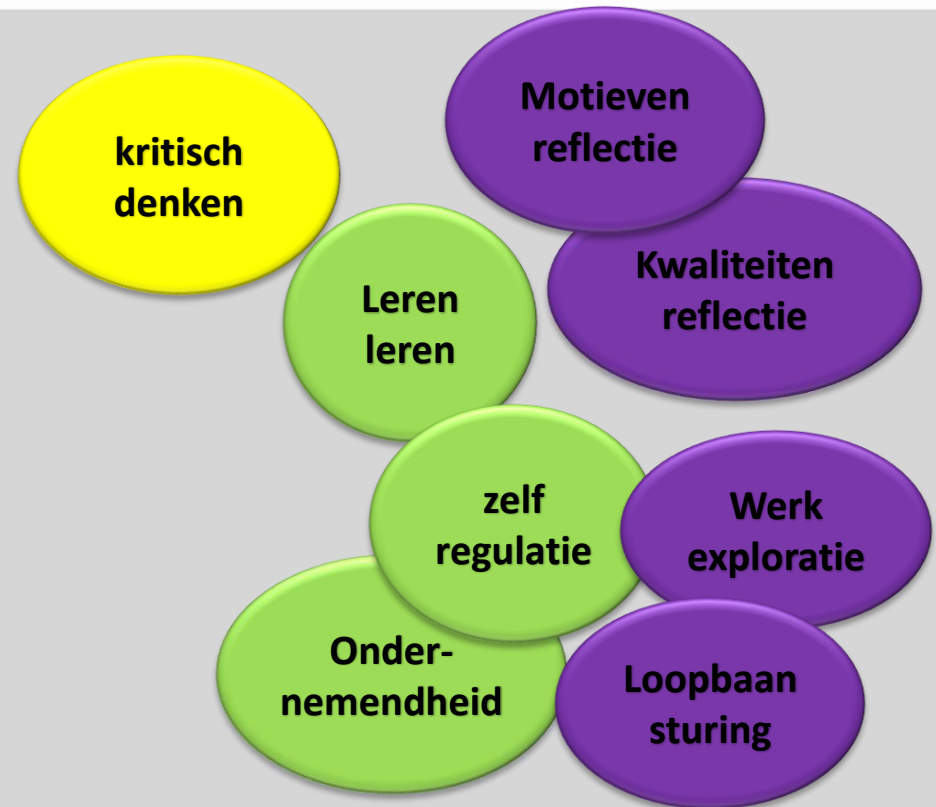 kritisch
denken
Motieven
reflectie
Kwaliteiten
reflectie
Leren
leren
zelf
regulatie
Werk
exploratie
Onder-
nemendheid
Loopbaan
sturing